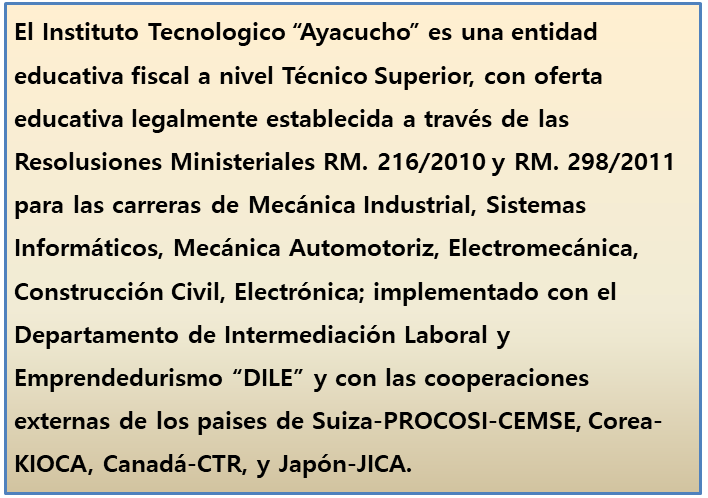 El Instituto Tecnologico “Ayacucho” es una entidad
educativa fiscal a nivel Técnico Superior, con oferta
educativa legalmente establecida a través de las
Resolusiones Ministeriales RM. 216/2010 y RM. 298/2011
para las carreras de Mecánica Industrial, Sistemas
Informáticos, Mecánica Automotoriz, Electromecánica,
Construcción Civil, Electrónica; implementado con el
Departamento de Intermediación Laboral y
Emprendedurismo “DILE” y con las cooperaciones
externas de los paises de Suiza-PROCOSI-CEMSE, Corea-
KIOCA, Canadá-CTR, y Japón-JICA.